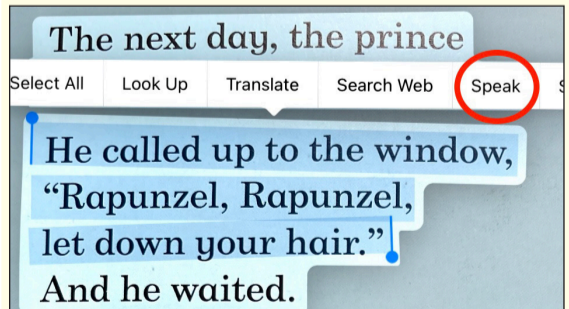 The next day, the prince
Select All Look Up Translate Search Web Speak
He called up to the window,
“Rapunzel, Rapunzel,
let down your hair.”
And he waited.